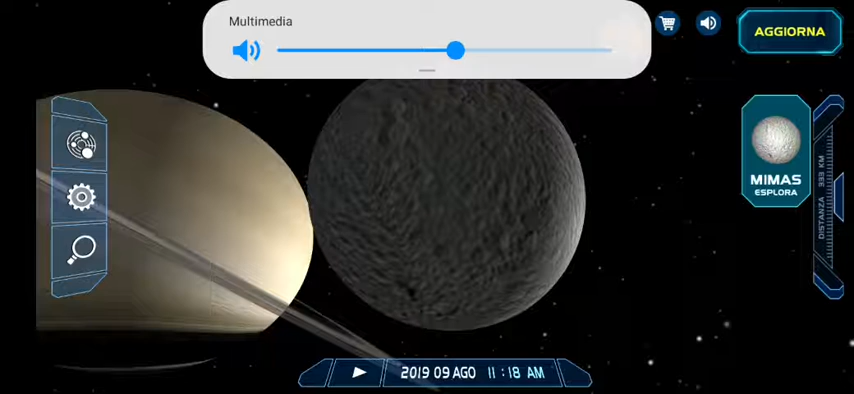 Multimedia
AGGIORNA
MIMAS
ESPLORA
DISTANZA 333 KM
2019 09 AGO 11:18 AM